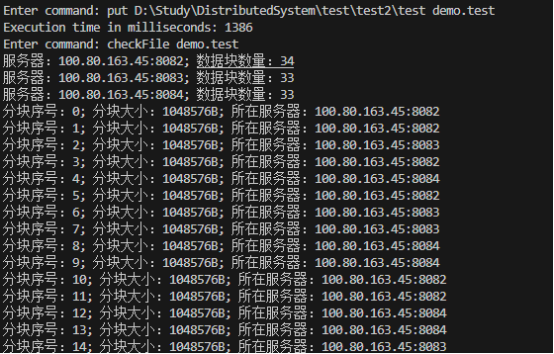 Enter command: put D:\Study\DistributedSystem\test\test2\test demo.test
Execution time in milliseconds: 1386
Enter command: checkFile demo.test
服务器: 100.80.163.45:8082; 数据块数量: 34
服务器: 100.80.163.45:8083; 数据块数量: 33
服务器: 100.80.163.45:8084; 数据块数量: 33
分块序号: 0; 分块大小: 1048576B; 所在服务器: 100.80.163.45:8082
分块序号: 1; 分块大小: 1048576B; 所在服务器: 100.80.163.45:8082
分块序号: 2; 分块大小: 1048576B; 所在服务器: 100.80.163.45:8083
分块序号: 3; 分块大小: 1048576B; 所在服务器: 100.80.163.45:8082
分块序号: 4; 分块大小: 1048576B; 所在服务器: 100.80.163.45:8084
分块序号: 5; 分块大小: 1048576B; 所在服务器: 100.80.163.45:8082
分块序号: 6; 分块大小: 1048576B; 所在服务器: 100.80.163.45:8083
分块序号: 7; 分块大小: 1048576B; 所在服务器: 100.80.163.45:8083
分块序号: 8; 分块大小: 1048576B; 所在服务器: 100.80.163.45:8084
分块序号: 9; 分块大小: 1048576B; 所在服务器: 100.80.163.45:8084
分块序号: 10; 分块大小: 1048576B; 所在服务器: 100.80.163.45:8082
分块序号: 11; 分块大小: 1048576B; 所在服务器: 100.80.163.45:8082
分块序号: 12; 分块大小: 1048576B; 所在服务器: 100.80.163.45:8084
分块序号: 13; 分块大小: 1048576B; 所在服务器: 100.80.163.45:8084
分块序号: 14; 分块大小: 1048576B; 所在服务器: 100.80.163.45:8083